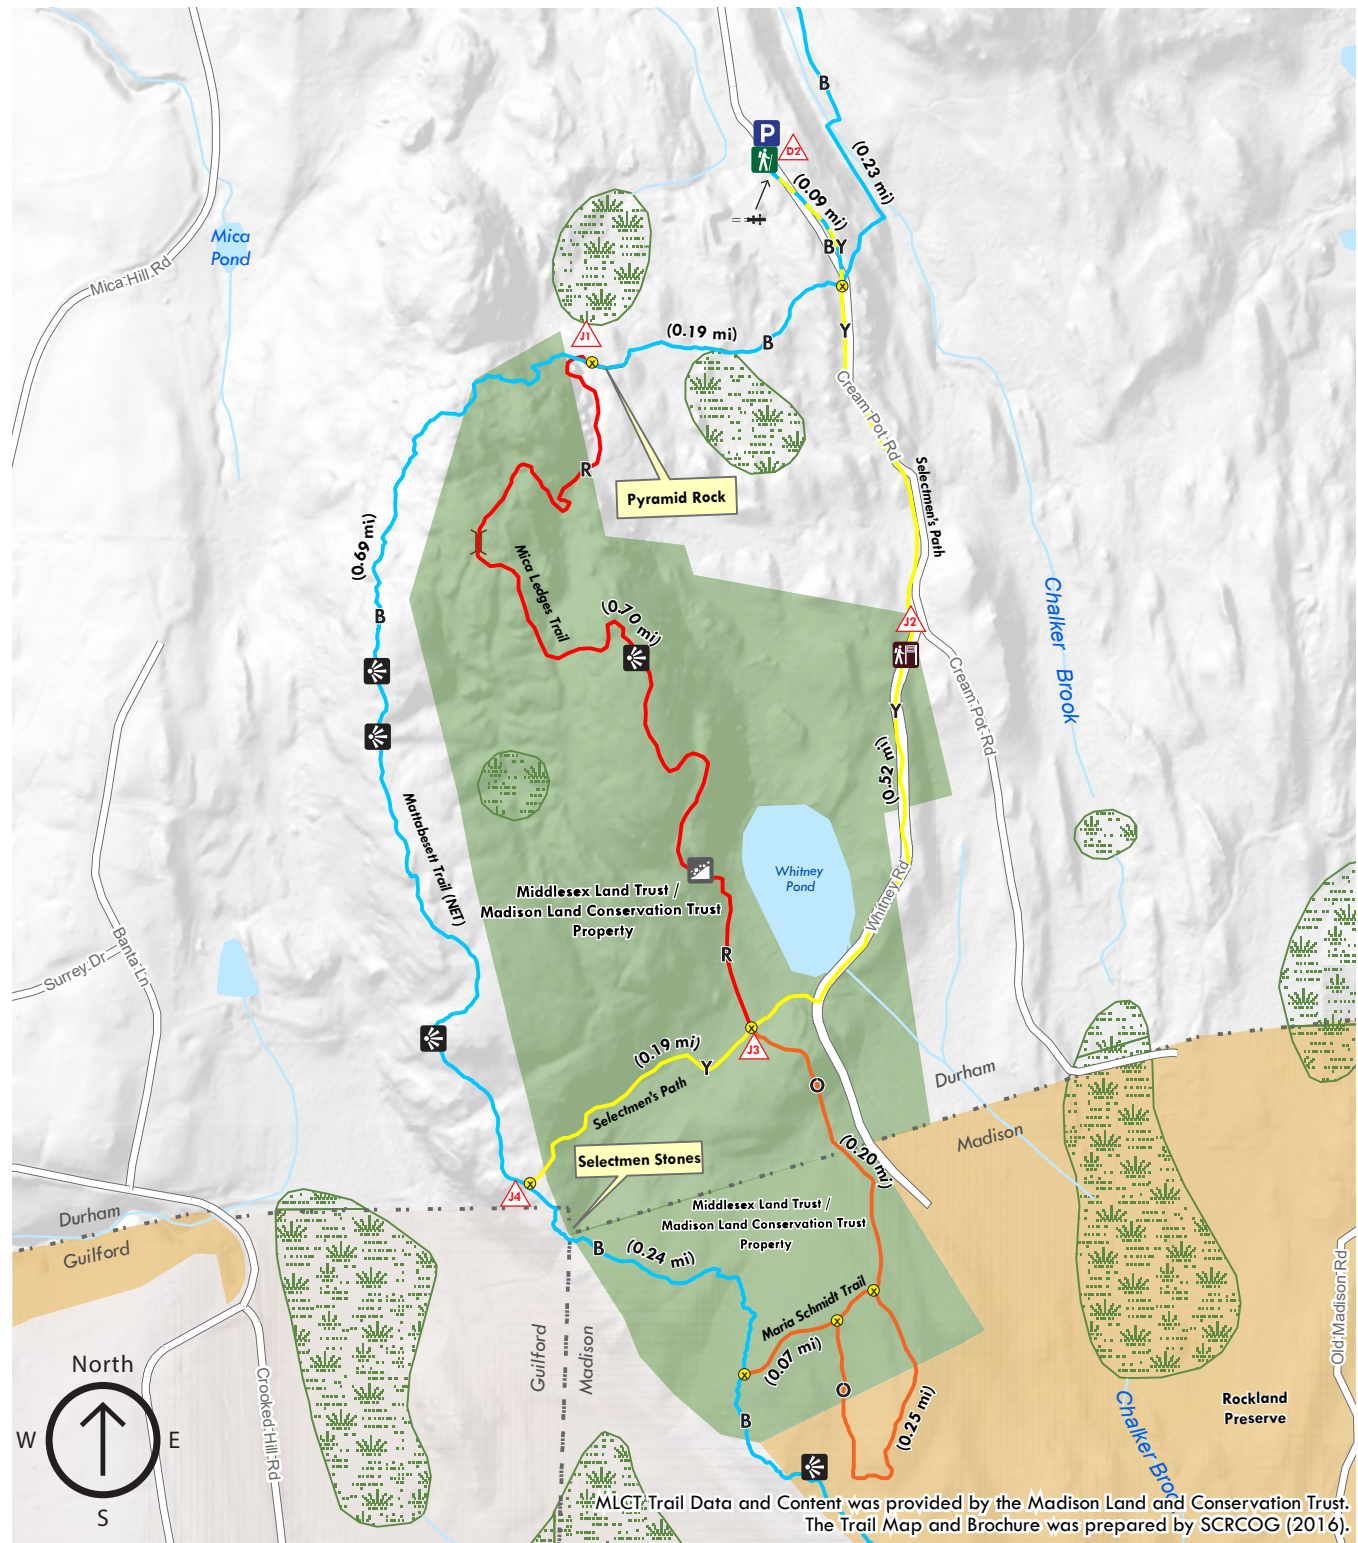 B
P
D2
(0.23 mi)
(0.09 mi)
BY
Mica
Pond
Mica Hill Rd
J1
(0.19 mi)
B
Y
Cream Pot Rd
R
Pyramid Rock
Selectmen's Path
(0.69 mi)
Mica Ledges Trail
B
(0.70 mi)
J2
Chalker Brook
Cream Pot Rd
Y
(0.52 mi)
Mattabesett Trail (NET)
Whitney
Pond
Middlesex Land Trust /
Madison Land Conservation Trust
Property
Whitney Rd
Banta Ln
Surrey Dr
R
(0.19 mi)
J3
Y
Selectmen's Path
O
Durham
Madison
(0.20 mi)
Selectmen Stones
J4
Middlesex Land Trust /
Madison Land Conservation Trust
Property
Durham
Guilford
B
(0.24 mi)
Maria Schmidt Trail
(0.07 mi)
Guilford
Madison
Old Madison Rd
North
W
E
S
Crooked Hill Rd
O
B
(0.25 mi)
Rockland
Preserve
Chalker Brook
MLCT Trail Data and Content was provided by the Madison Land and Conservation Trust.
The Trail Map and Brochure was prepared by SCRCOG (2016).